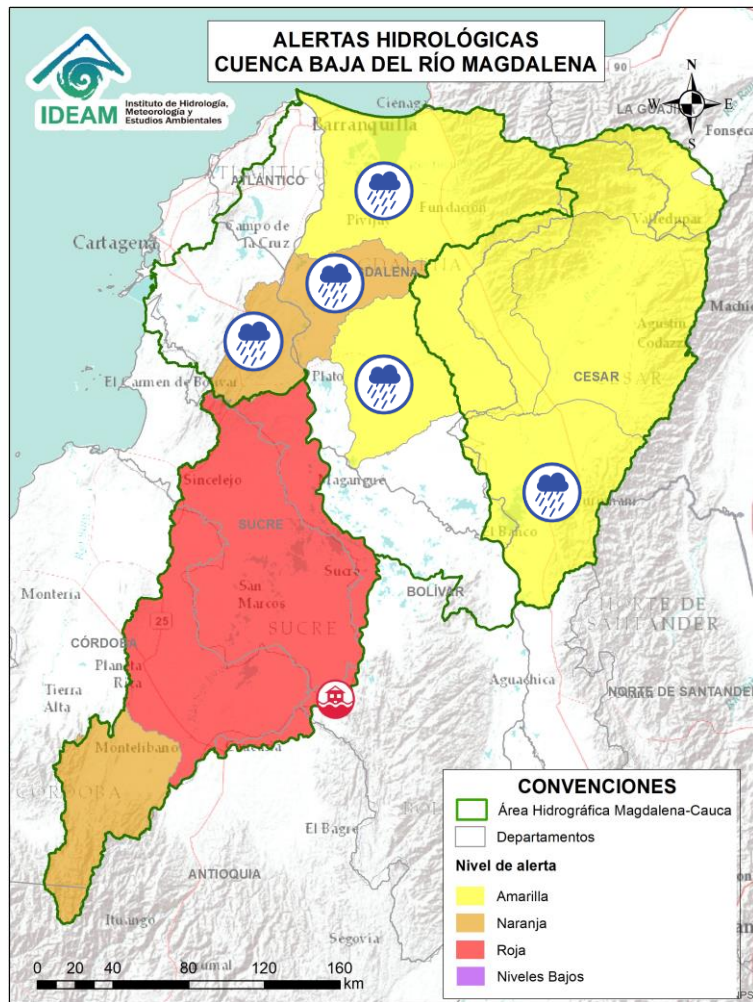 ALERTAS HIDROLÓGICAS
CUENCA BAJA DEL RÍO MAGDALENA
IDEAM
Instituto de Hidrología,
Meteorología y
Estudios Ambientales
N
W
E
S
90
Ciénaga
Barranquilla
LA GUAJIRA
Fonseca
ATLÁNTICO
Pivijay
Fundación
Valledupar
Cartagena
Campo de
la Cruz
Agustín
Codazzi
El Carmen de Bolívar
Plato
CESAR
Sincelejo
Magangue
SUCRE
El Banco
San
Marcos
Sucre
BOLÍVAR
Montería
SUCRE
NORTE DE
SANTANDER
25
CÓRDOBA
Planeta
Rica
Tierra
Alta
Aguachica
NORTE DE SANTANDER
Montelibano
CÓRDOBA
El Bagre
ANTIOQUIA
Ituango
Segovia
0 20 40 80 120 160
km
CONVENCIONES
Área Hidrográfica Magdalena-Cauca
Departamentos
Nivel de alerta
Amarilla
Naranja
Roja
Niveles Bajos